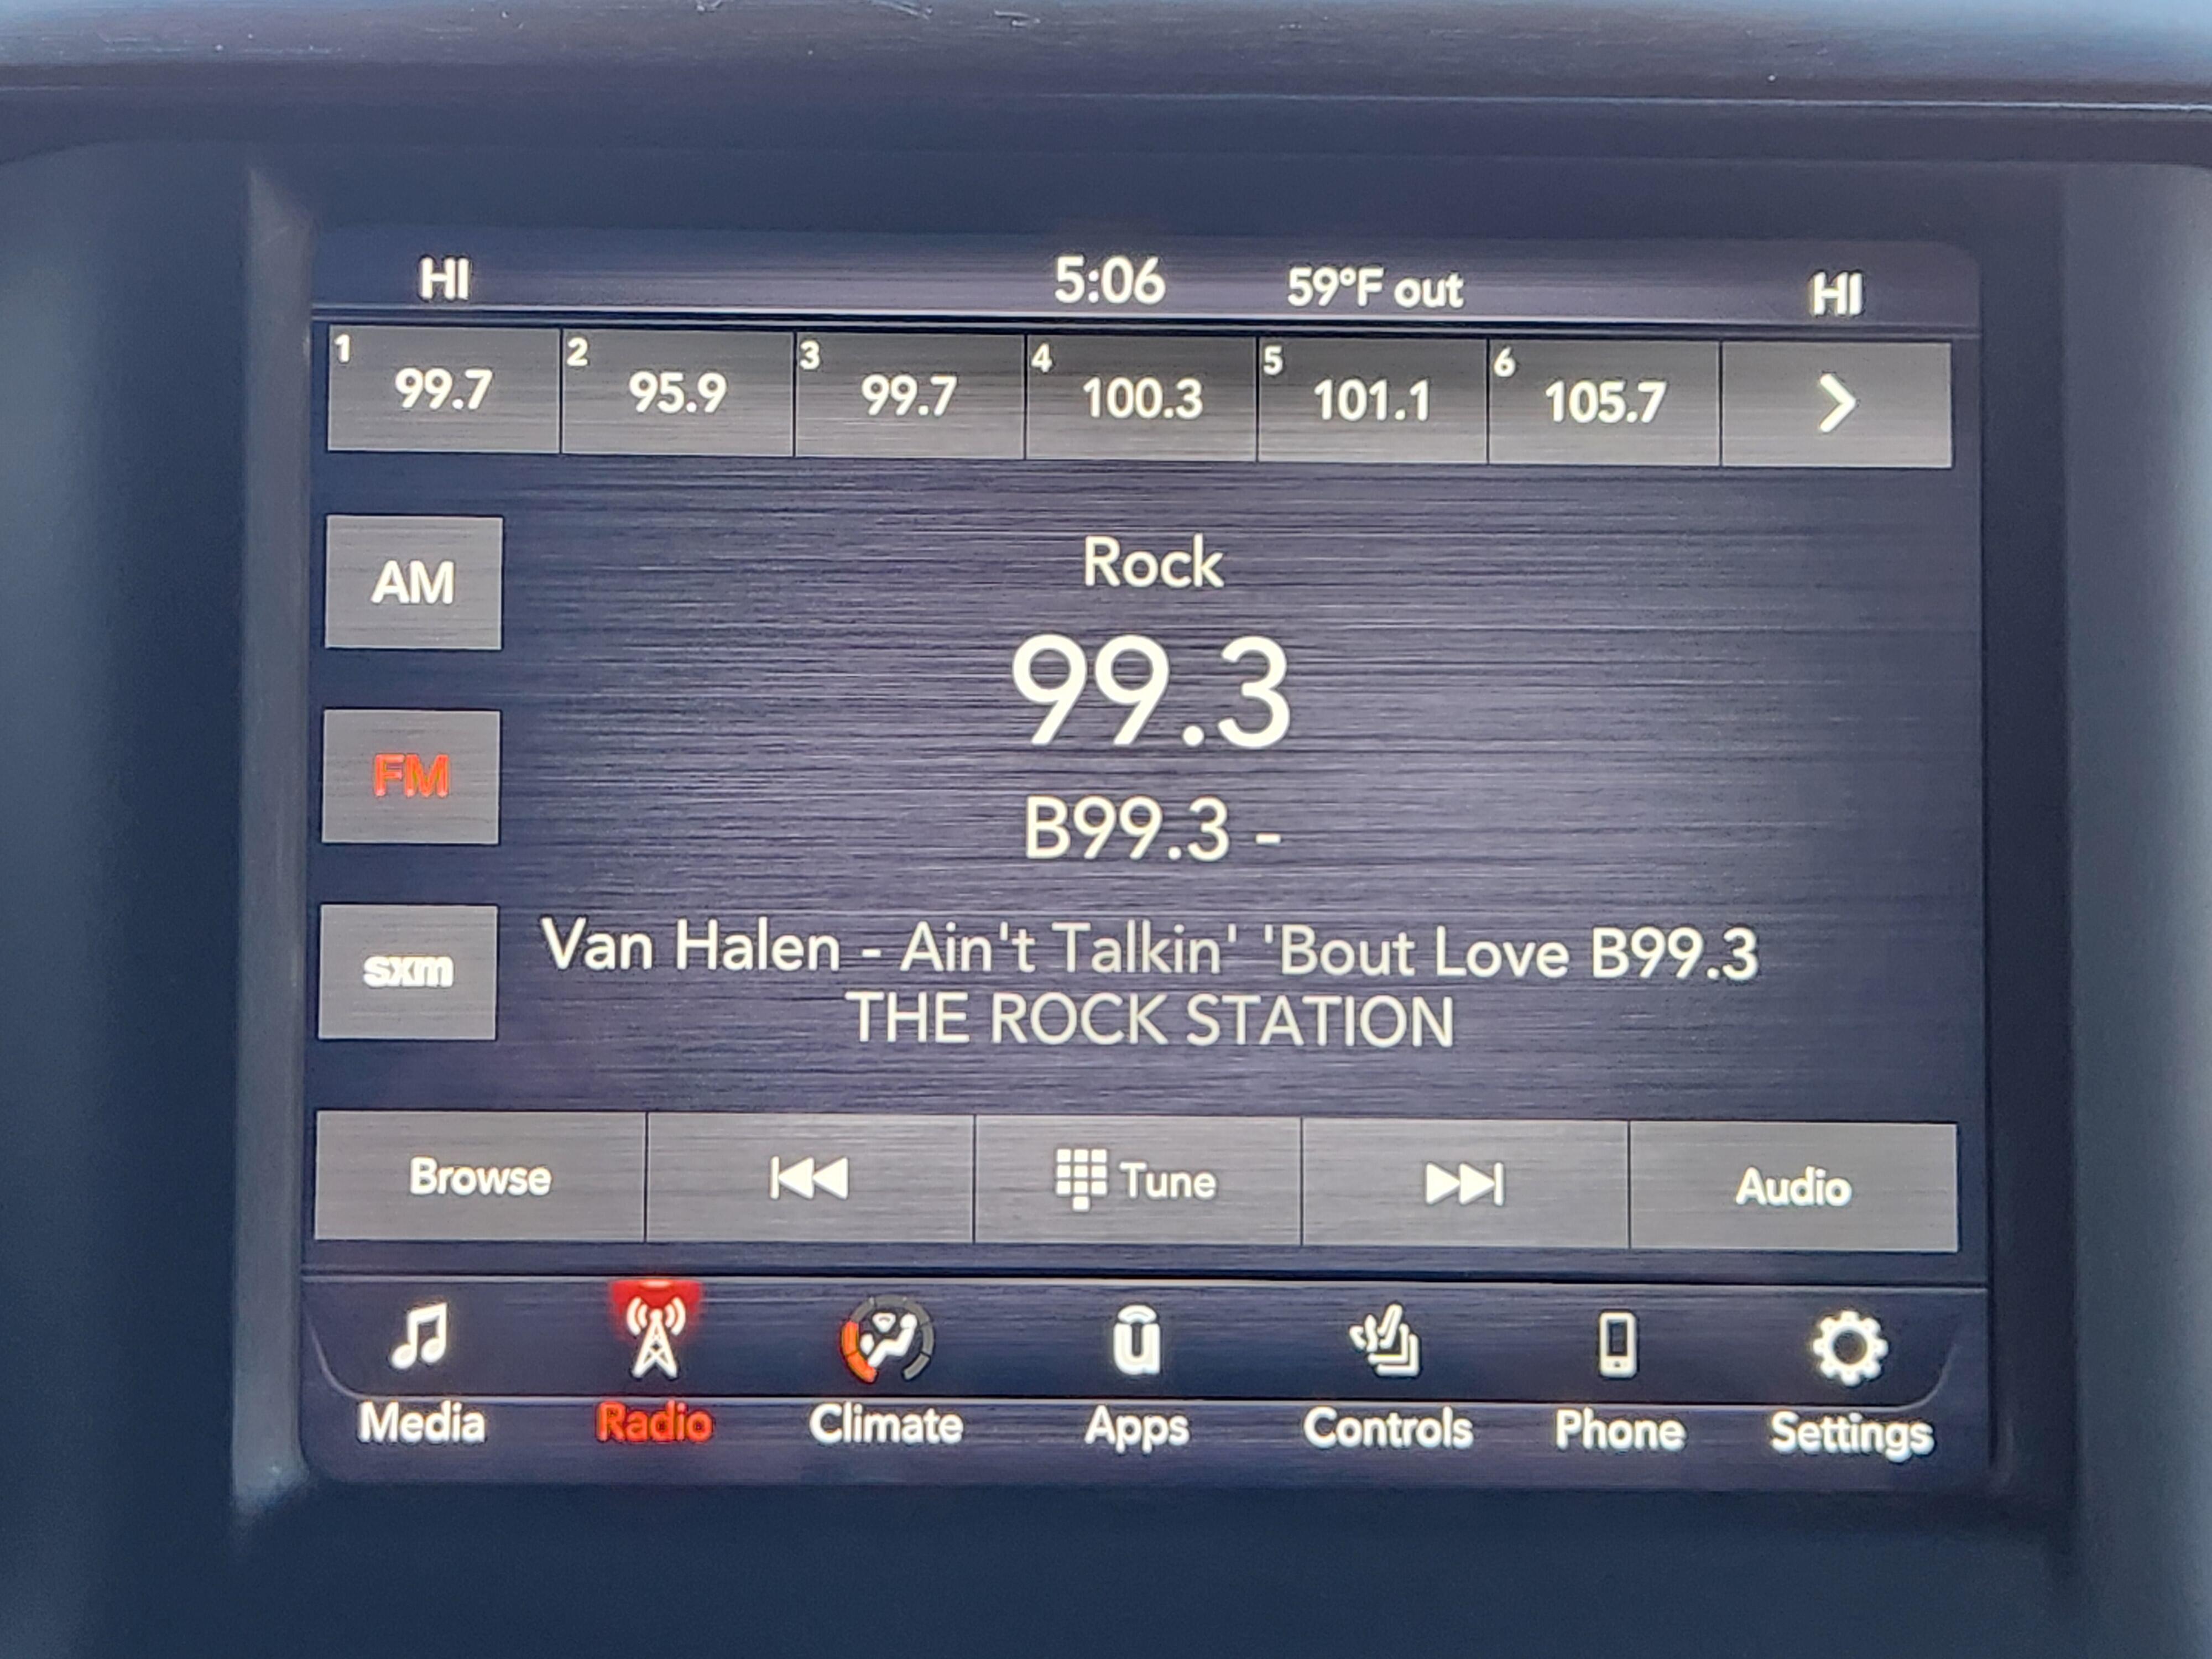 HI 5:06 59°F out HI
1 99.7 2 95.9 3 99.7 4 100.3 5 101.1 6 105.7
AM
Rock
99.3
FM
B99.3 -
sxm
Van Halen - Ain't Talkin' 'Bout Love B99.3
THE ROCK STATION
Browse Tune Audio
u
Media Radio Climate Apps Controls Phone Settings